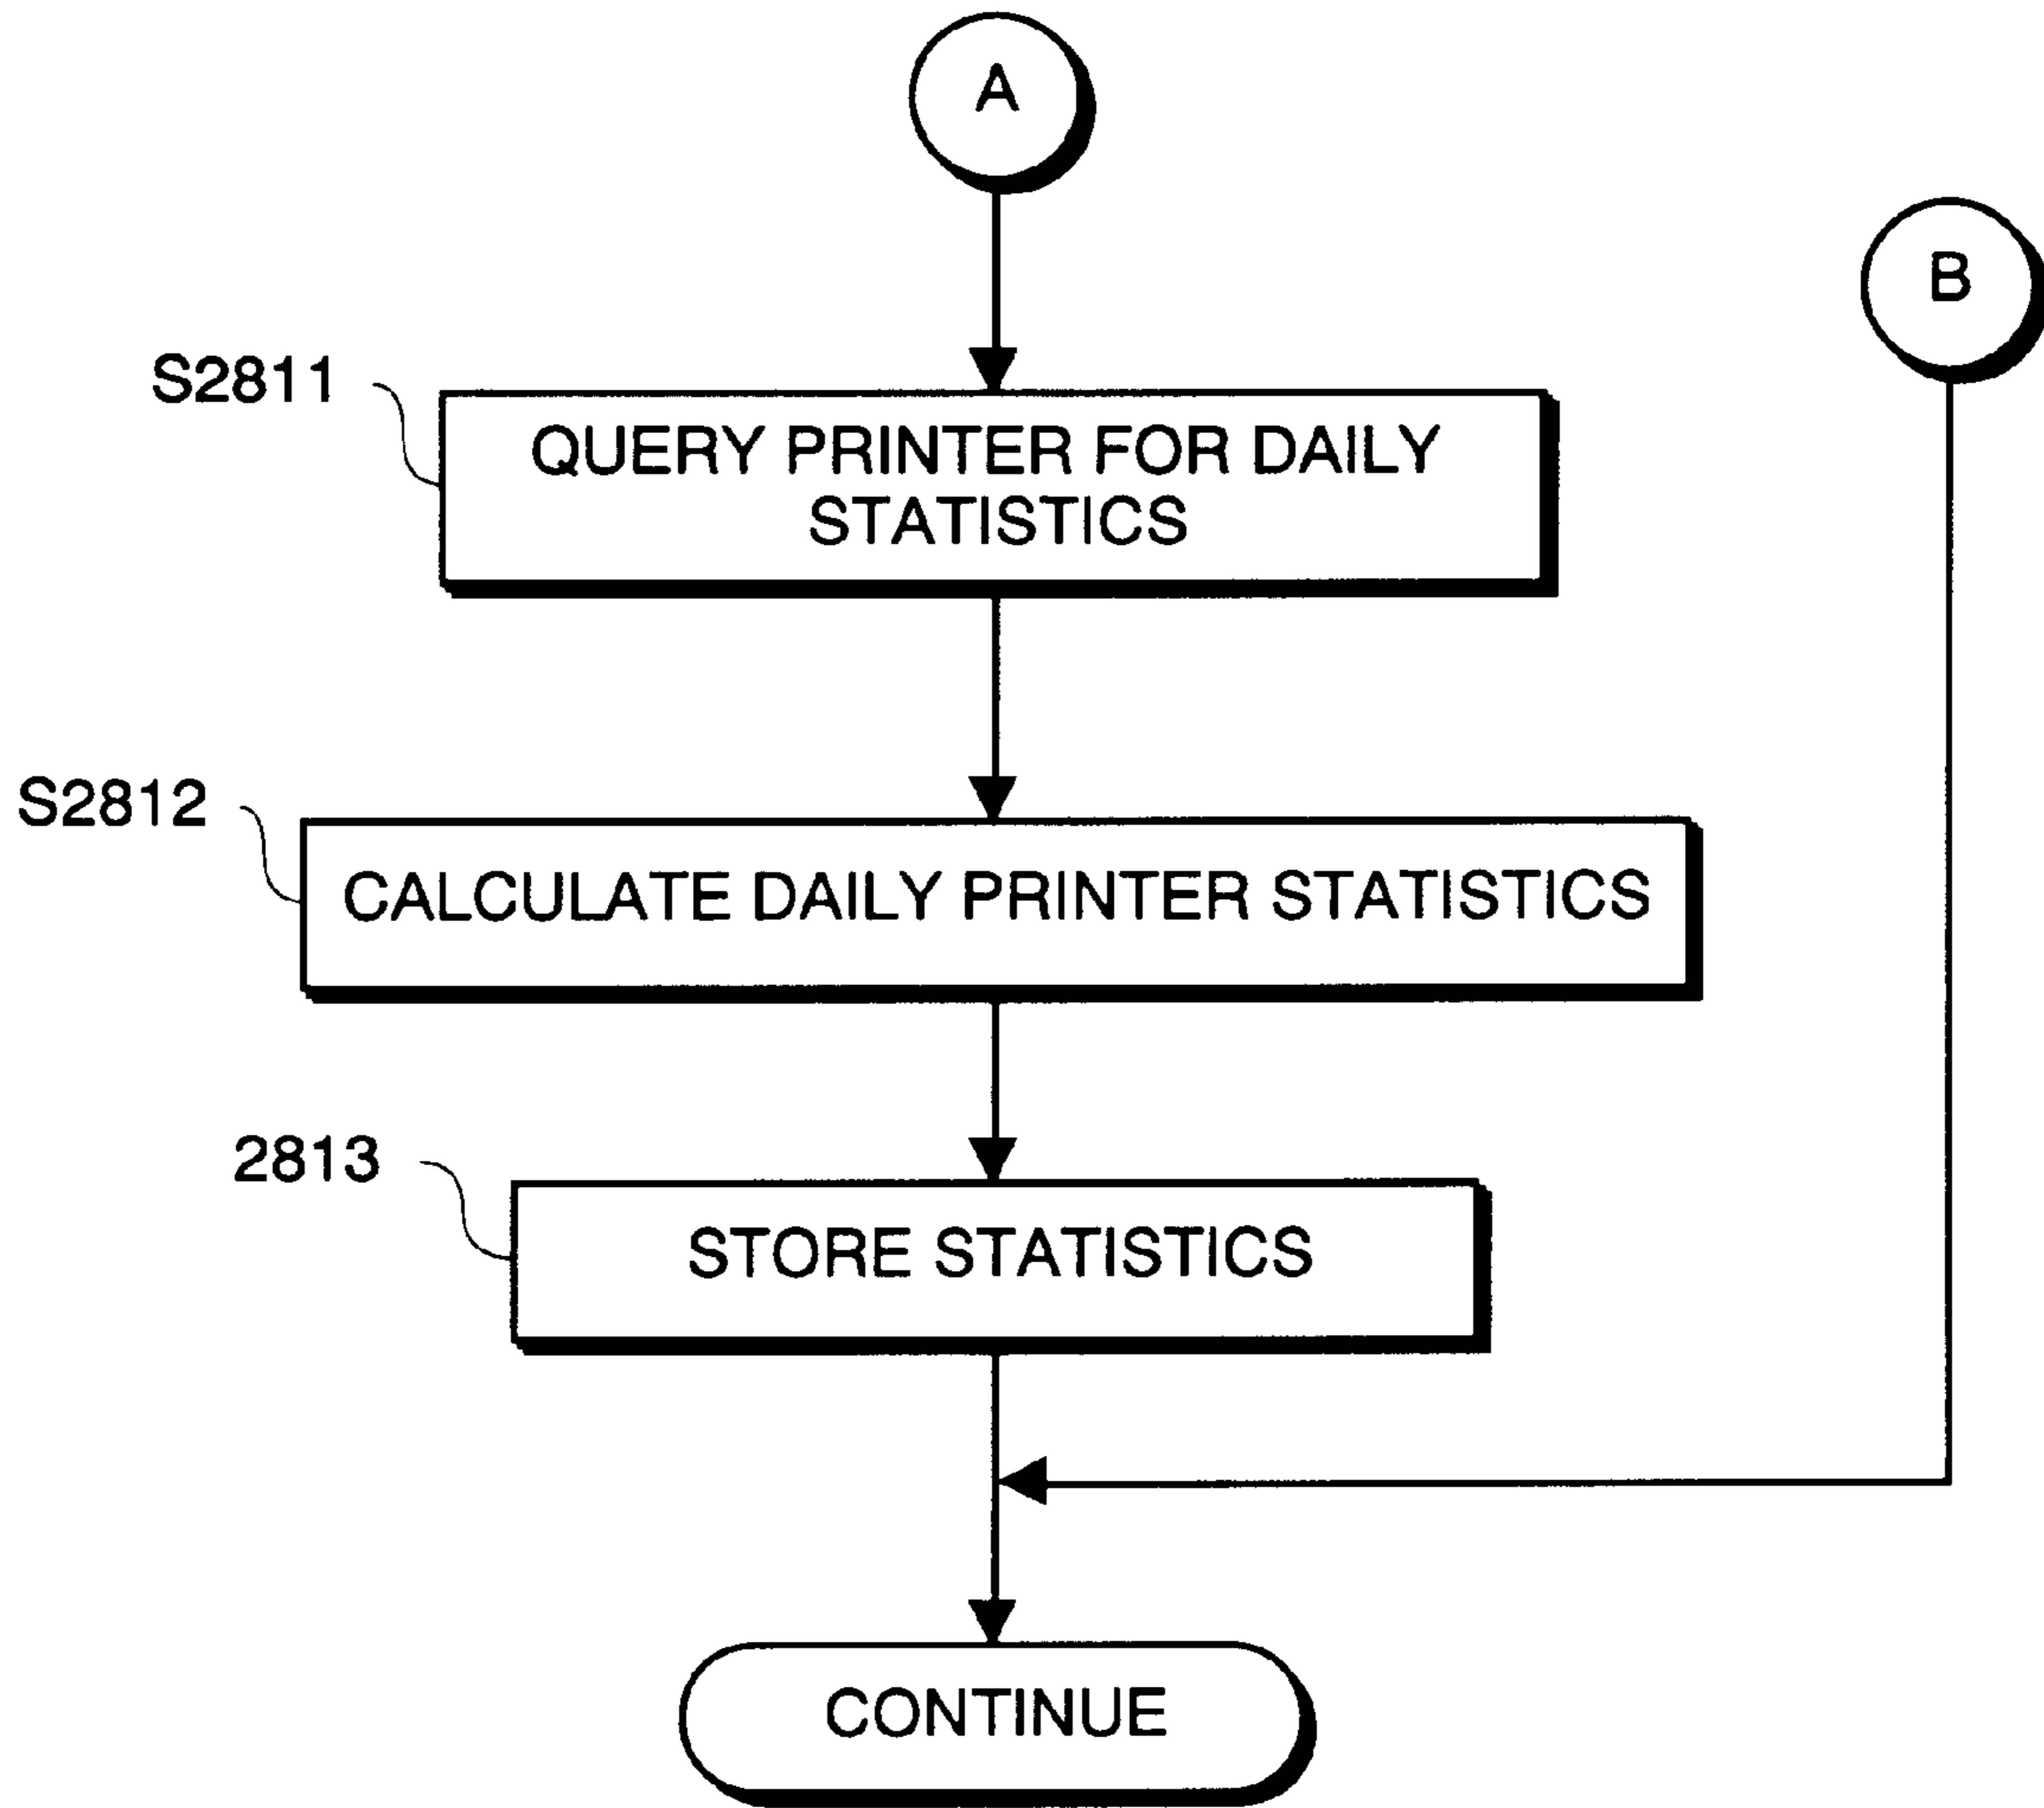 A
B
S2811
QUERY PRINTER FOR DAILY
STATISTICS
S2812
CALCULATE DAILY PRINTER STATISTICS
2813
STORE STATISTICS
CONTINUE